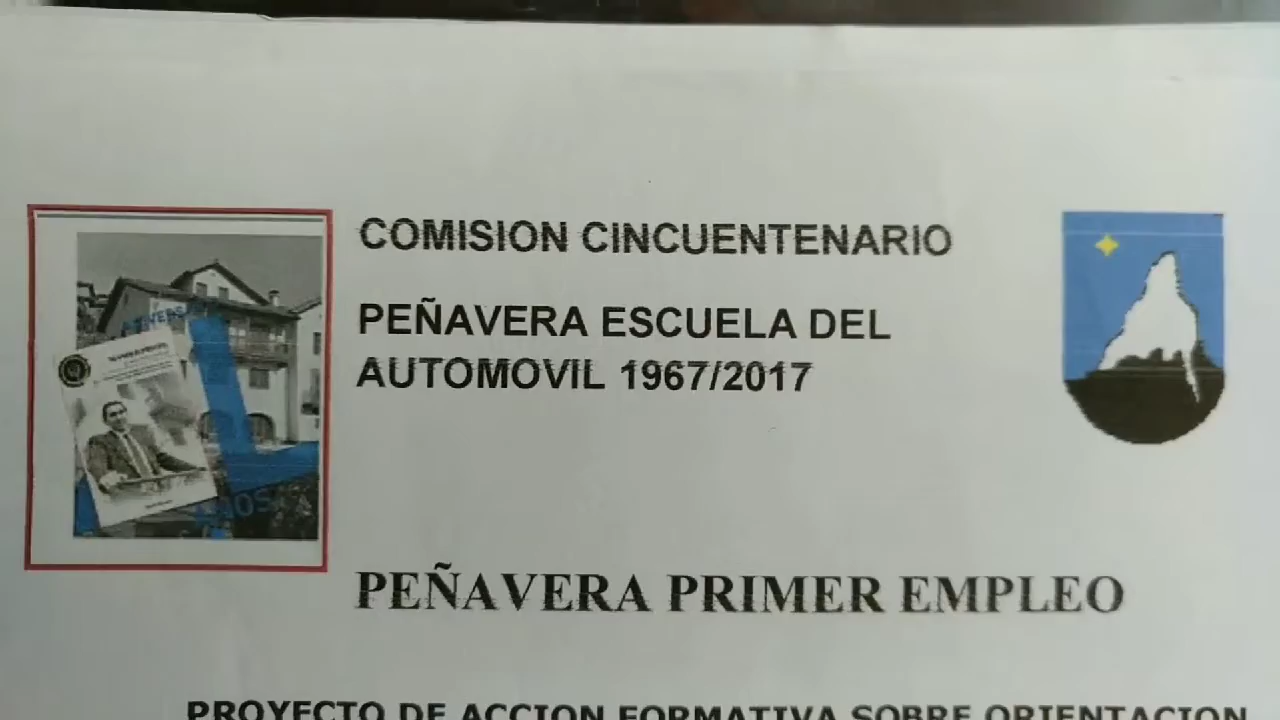 COMISION CINCUENTENARIO
PEÑAVERA ESCUELA DEL
AUTOMOVIL 1967/2017
PEÑAVERA PRIMER EMPLEO
PROYECTO DE ACCION FORMATIVA SOBRE ORIENTACION